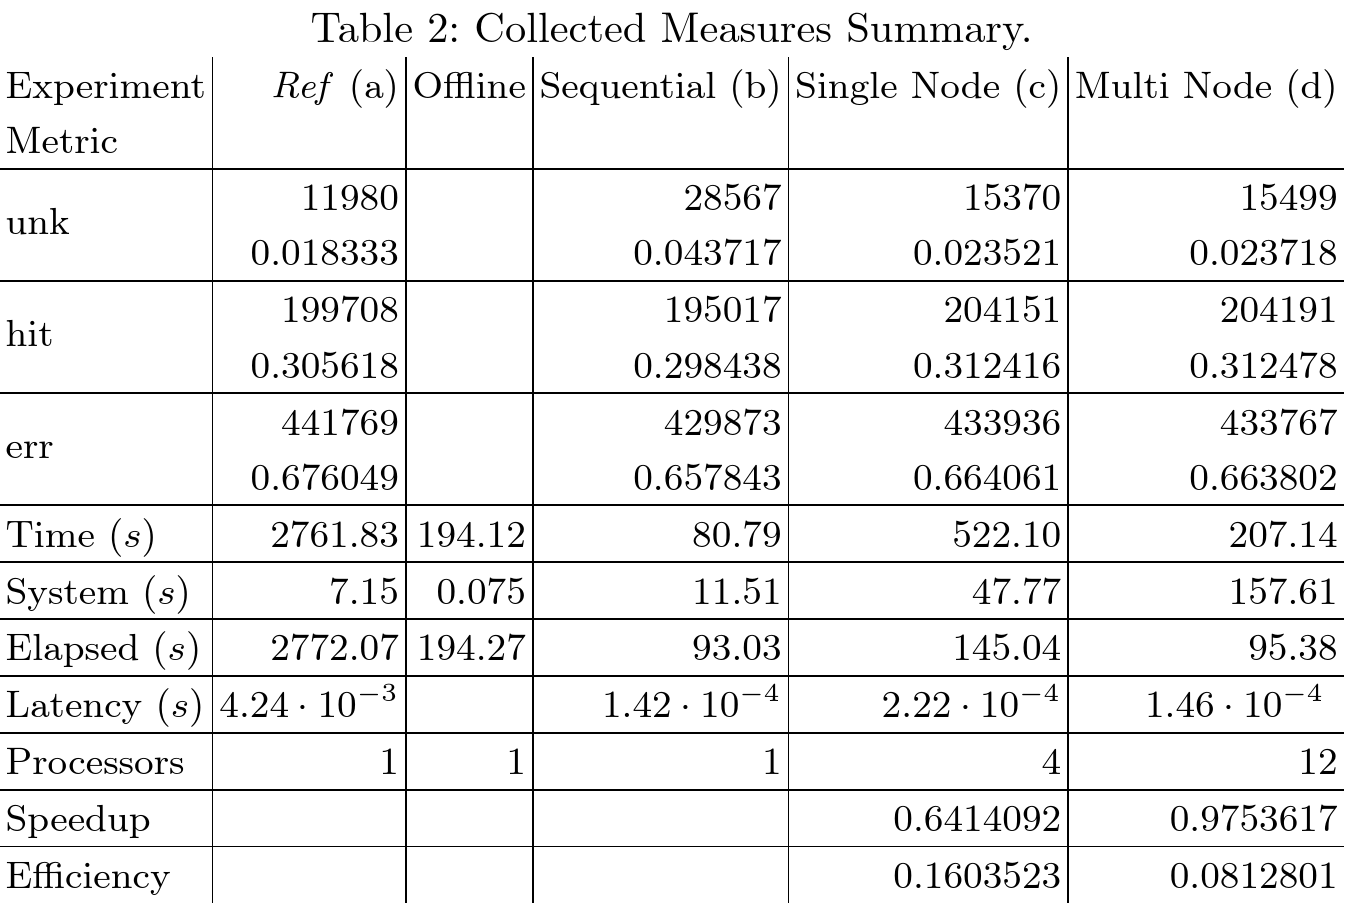 Table 2: Collected Measures Summary.
Experiment Ref (a) Offline Sequential (b) Single Node (c) Multi Node (d)
Metric
unk 11980 28567 15370 15499
0.018333 0.043717 0.023521 0.023718
hit 199708 195017 204151 204191
0.305618 0.298438 0.312416 0.312478
err 441769 429873 433936 433767
0.676049 0.657843 0.664061 0.663802
Time (s) 2761.83 194.12 80.79 522.10 207.14
System (s) 7.15 0.075 11.51 47.77 157.61
Elapsed (s) 2772.07 194.27 93.03 145.04 95.38
Latency (s) 4.24 · 10⁻³ 1.42 · 10⁻⁴ 2.22 · 10⁻⁴ 1.46 · 10⁻⁴
Processors 1 1 1 4 12
Speedup 0.6414092 0.9753617
Efficiency 0.1603523 0.0812801